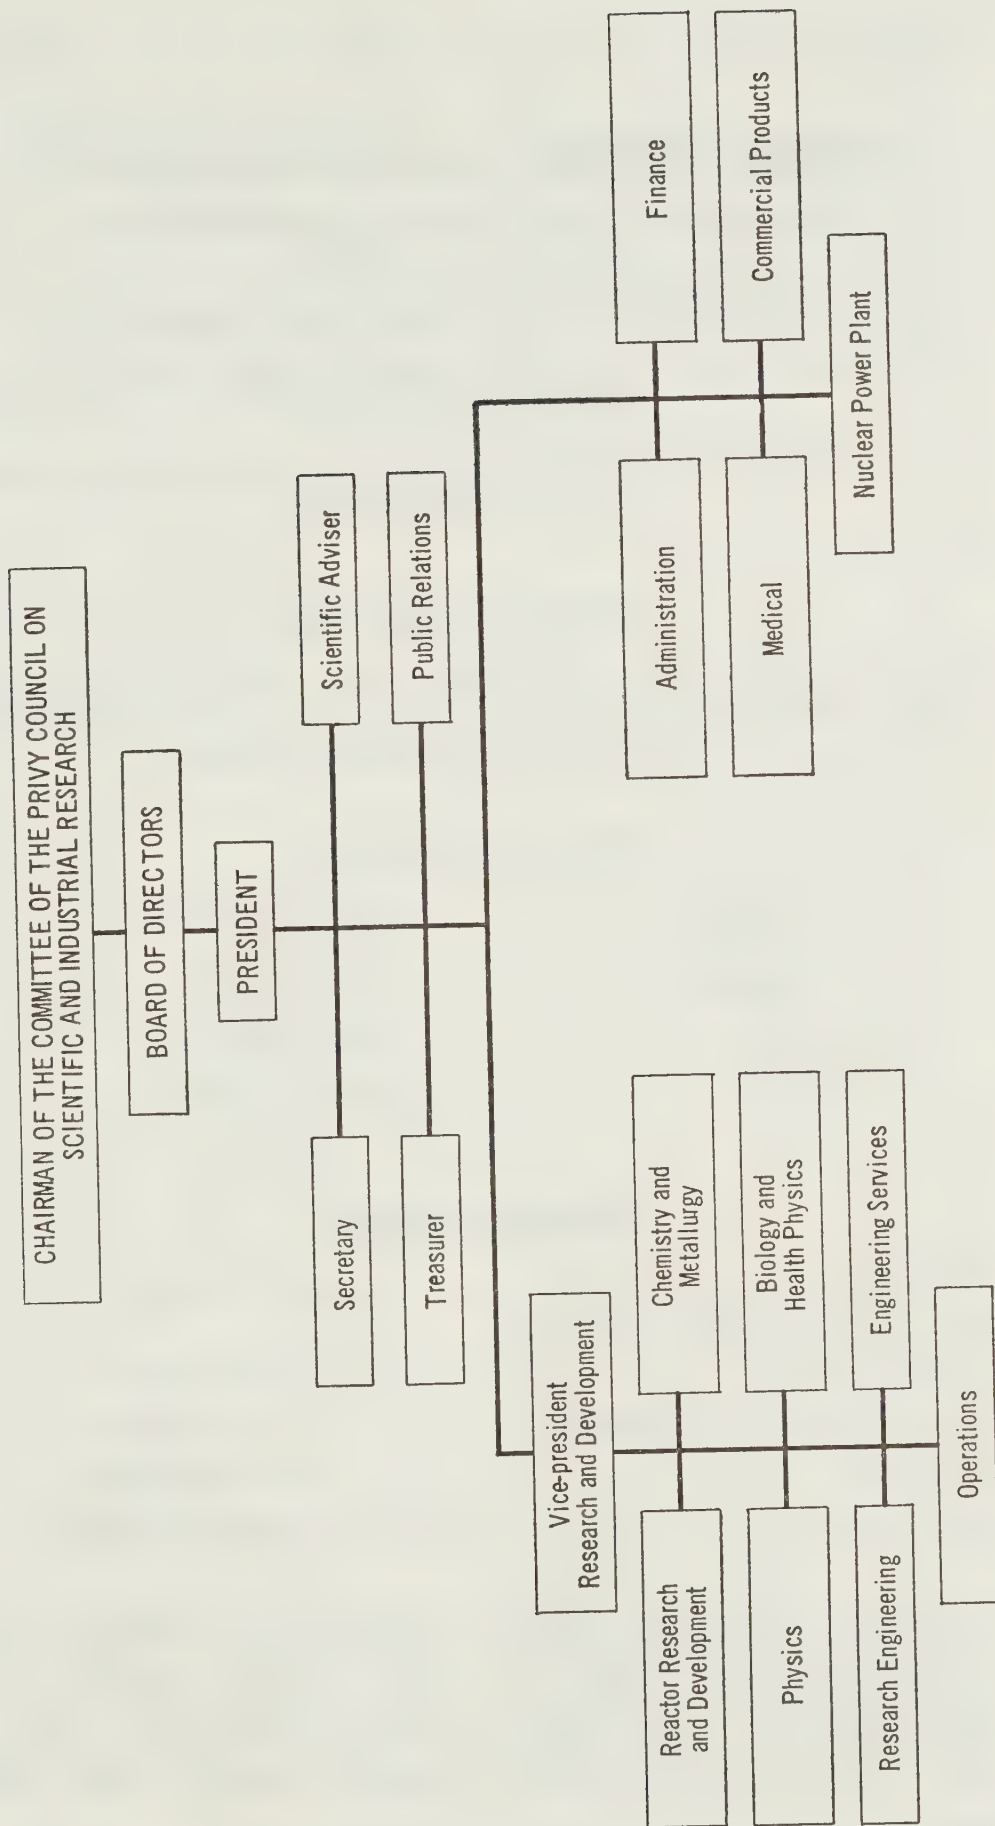 CHAIRMAN OF THE COMMITTEE OF THE PRIVY COUNCIL ON
SCIENTIFIC AND INDUSTRIAL RESEARCH
BOARD OF DIRECTORS
PRESIDENT
Secretary
Scientific Adviser
Treasurer
Public Relations
Vice-president
Research and Development
Reactor Research
and Development
Chemistry and
Metallurgy
Physics
Biology and
Health Physics
Research Engineering
Engineering Services
Operations
Administration
Finance
Medical
Commercial Products
Nuclear Power Plant